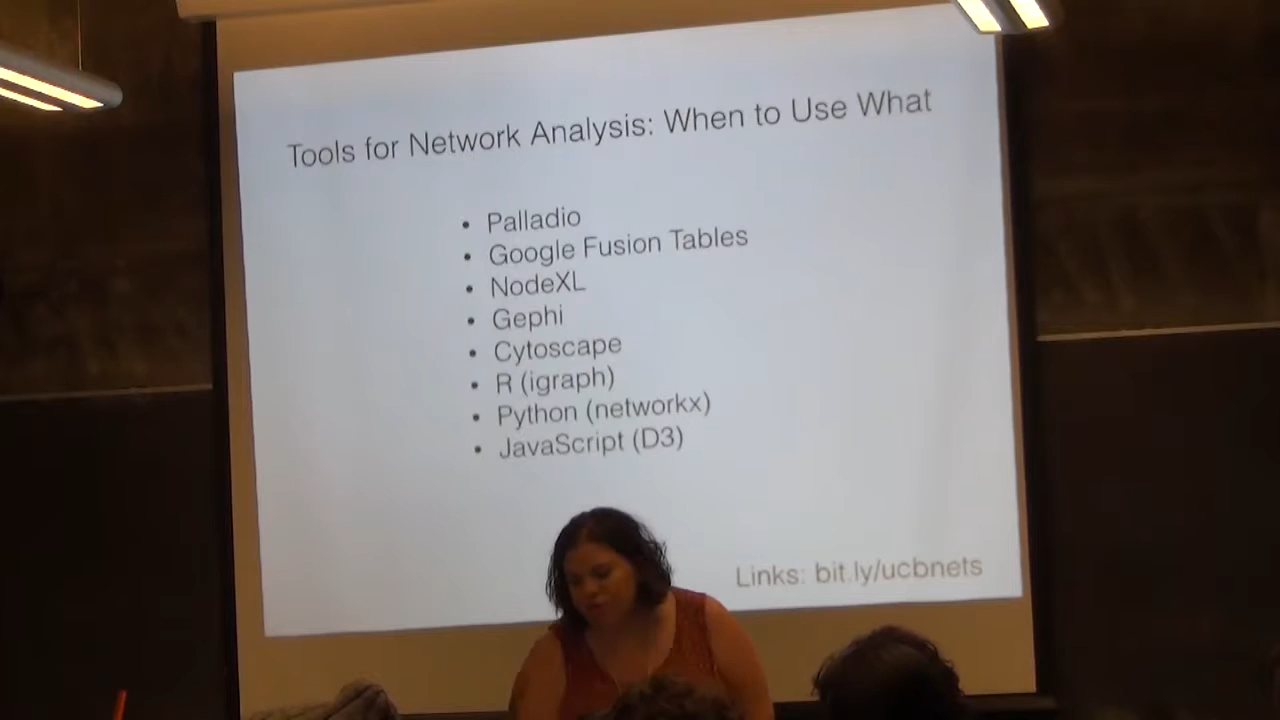 Tools for Network Analysis: When to Use What
• Palladio
• Google Fusion Tables
• NodeXL
• Gephi
• Cytoscape
• R (igraph)
• Python (networkx)
• JavaScript (D3)
Links: bit.ly/ucbnets